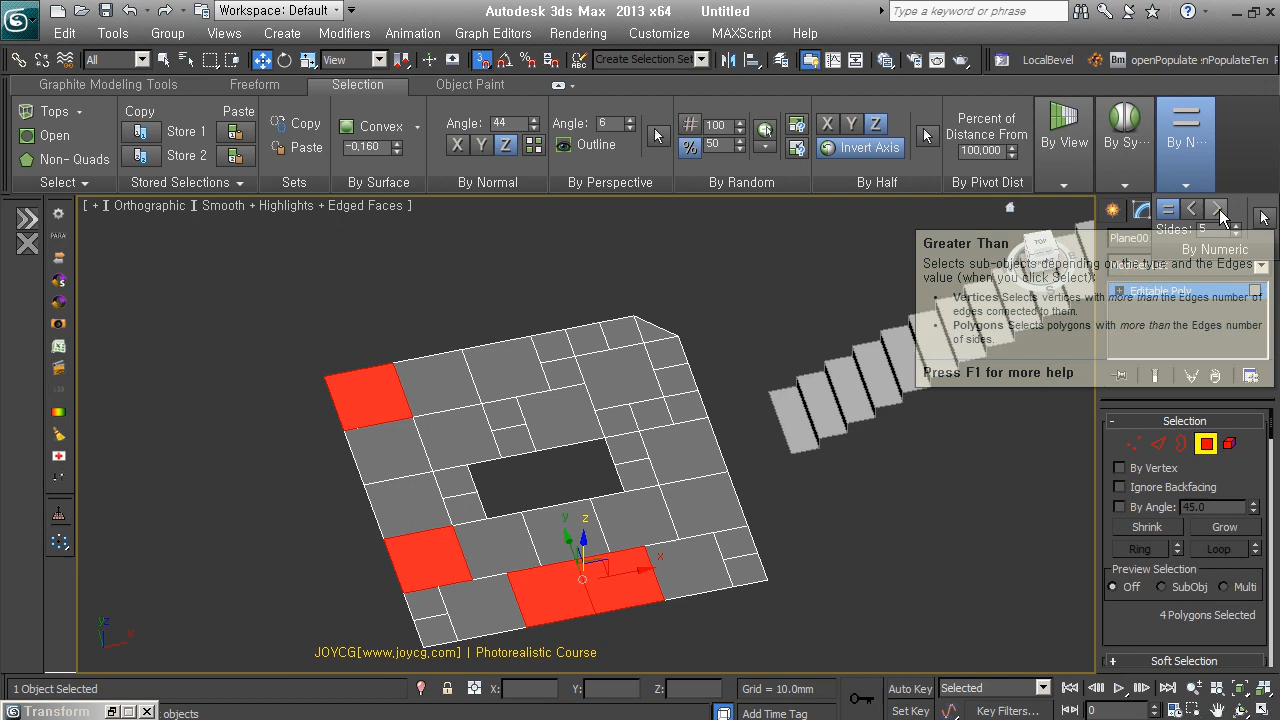 Workspace: Default
Autodesk 3ds Max 2013 x64
Untitled
Type a keyword or phrase
Edit
Tools
Group
Views
Create
Modifiers
Animation
Graph Editors
Rendering
Customize
MAXScript
Help
All
View
Create Selection Set
LocalBevel
Bm
openPopulate
Graphite Modeling Tools
Freeform
Selection
Object Paint
Tops
Open
Non- Quads
Select
Copy
Paste
Store 1
Store 2
Stored Selections
Copy
Paste
Sets
Convex
-0,160
By Surface
Angle: 44
X Y Z
By Normal
Angle: 6
Outline
By Perspective
# 100
% 50
By Random
X Y Z
Invert Axis
By Half
Percent of
Distance From
100,000
By Pivot Dist
By View
By Sy…
By N…
[ + ] Orthographic ] Smooth + Highlights + Edged Faces ]
PARA
= < >
Sides: 5
By Numeric
Plane00
TOP
S
Editable Poly
Greater Than
Selects sub-objects depending on the type and the Edges
value (when you click Select):
• Vertices Selects vertices with more than the Edges number of
edges connected to them.
• Polygons Selects polygons with more than the Edges number
of sides.
Press F1 for more help
- Selection
By Vertex
Ignore Backfacing
By Angle: 45.0
Shrink
Grow
Ring
Loop
Preview Selection
Off
SubObj
Multi
4 Polygons Selected
+ Soft Selection
y
z
x
JOYCG[www.joycg.com] | Photorealistic Course
1 Object Selected
X:
Y:
Z:
Grid = 10.0mm
Auto Key
Selected
Transform
objects
Add Time Tag
Set Key
Key Filters...
0